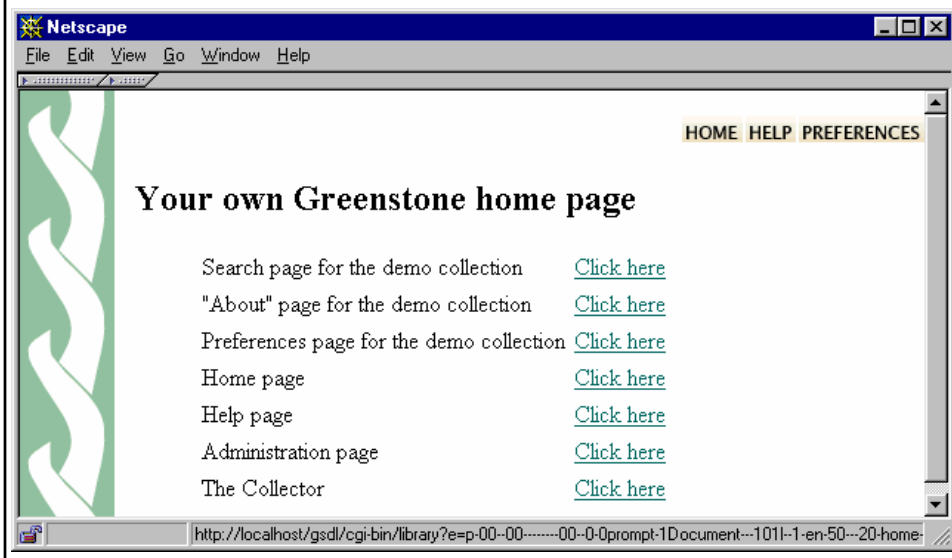 Netscape
File Edit View Go Window Help
HOME HELP PREFERENCES
Your own Greenstone home page
Search page for the demo collection Click here
"About" page for the demo collection Click here
Preferences page for the demo collection Click here
Home page Click here
Help page Click here
Administration page Click here
The Collector Click here
http://localhost/gsdl/cgi-bin/library?e=p-00--00-------00--0-0prompt-1Document---101l--1-en-50---20-home-